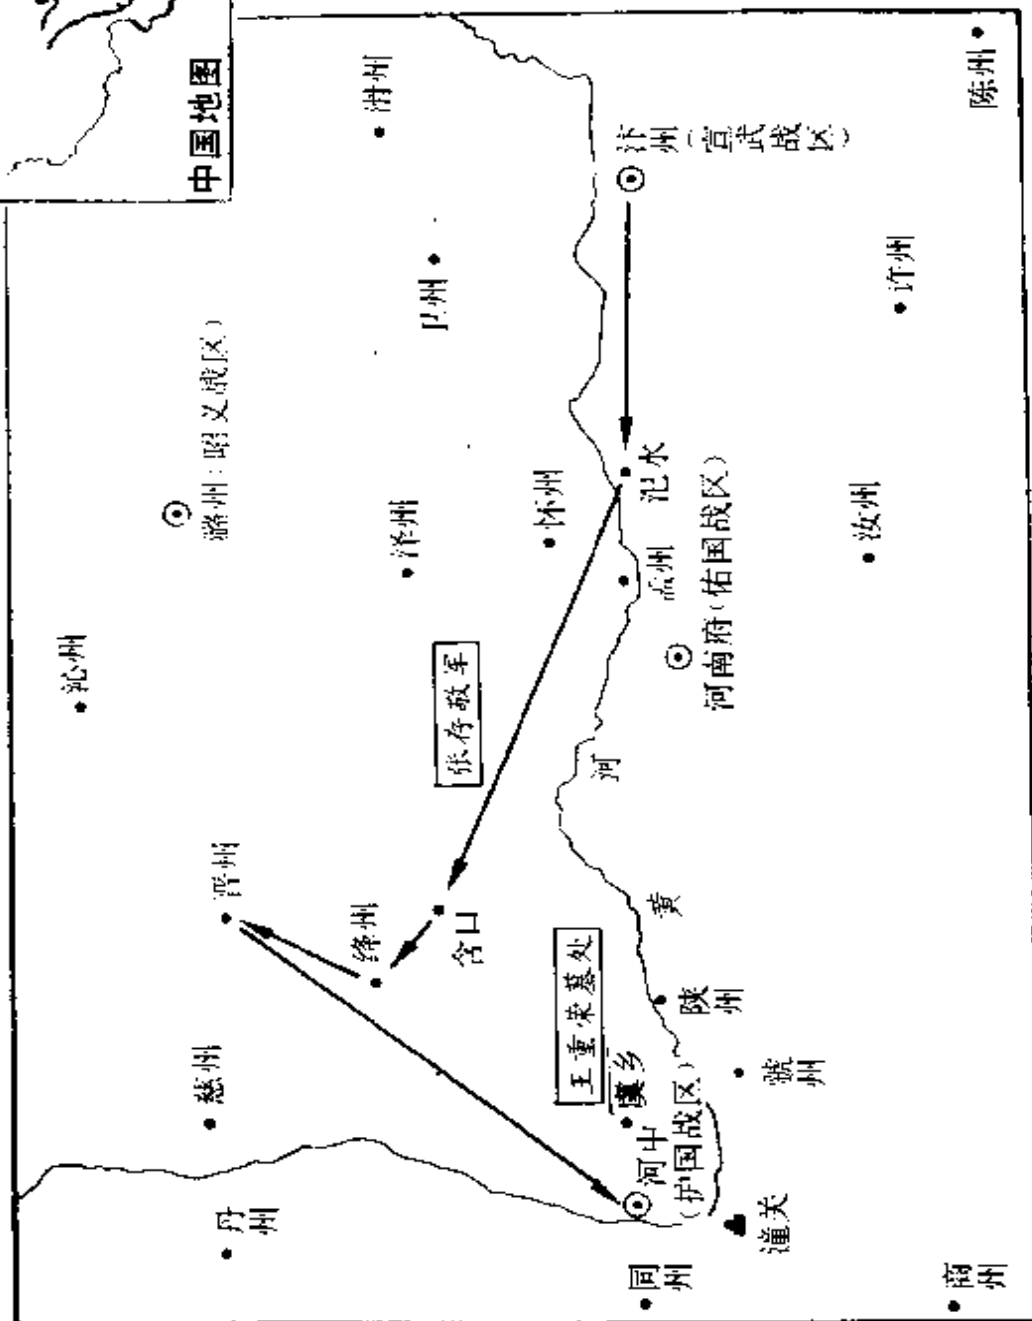 中国地图
滑州
汴州(宣武战区)
陈州
卫州
许州
潞州(昭义战区)
泽州
怀州
汜水
孟州
河南府(佑国战区)
汝州
沁州
张存敬军
晋州
绛州
含口
黄河
王重荣墓处
虞乡
陕州
虢州
慈州
河中
(护国战区)
丹州
潼关
同州
商州